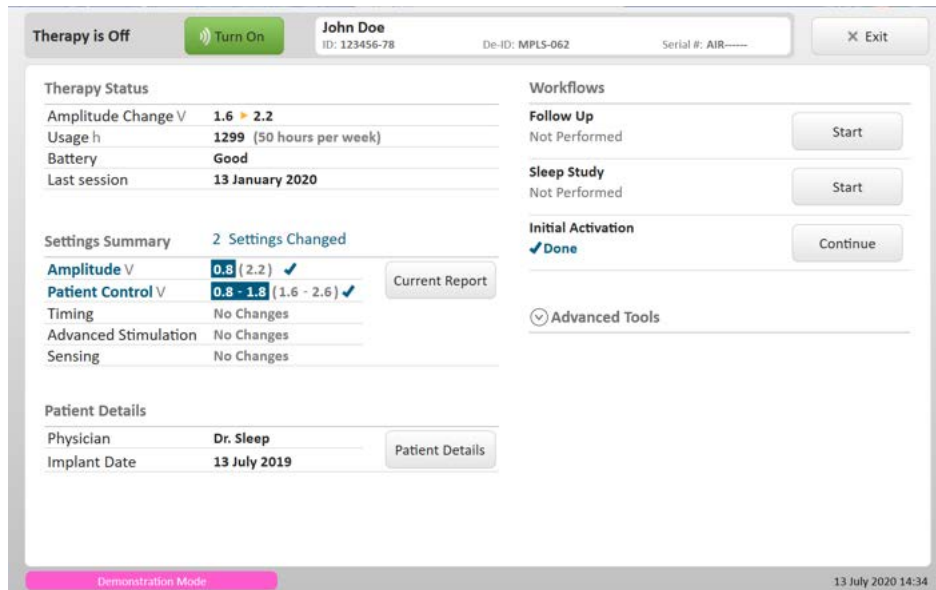 Therapy is Off
Turn On
John Doe
ID: 123456-78 De-ID: MPLS-062 Serial #: AIR------
× Exit
Therapy Status
Amplitude Change V 1.6 ► 2.2
Usage h 1299 (50 hours per week)
Battery Good
Last session 13 January 2020
Settings Summary 2 Settings Changed
Amplitude V 0.8 (2.2) ✔
Patient Control V 0.8 - 1.8 (1.6 - 2.6) ✔
Timing No Changes
Advanced Stimulation No Changes
Sensing No Changes
Current Report
Patient Details
Physician Dr. Sleep
Implant Date 13 July 2019
Patient Details
Workflows
Follow Up
Not Performed
Start
Sleep Study
Not Performed
Start
Initial Activation
✔Done
Continue
Advanced Tools
Demonstration Mode
13 July 2020 14:34